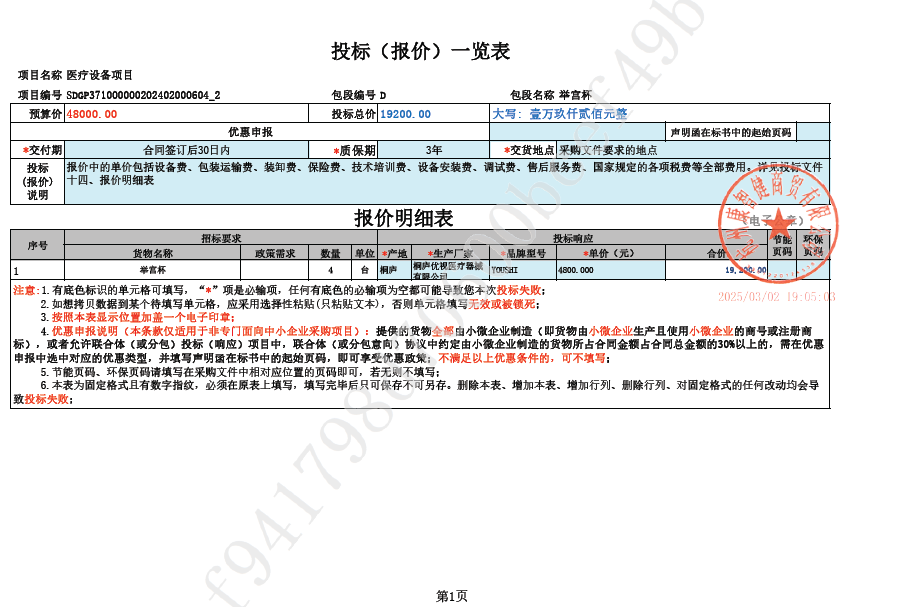 投标（报价）一览表
项目名称 医疗设备项目
项目编号 SDGP371000000202402000604_2 包段编号 D 包段名称 举宫杯
预算价 48000.00 投标总价 19200.00 大写: 壹万玖仟贰佰元整
优惠申报 声明函在标书中的起始页码
*交付期 合同签订后30日内 *质保期 3年 *交货地点 采购文件要求的地点
投标（报价）说明 报价中的单价包括设备费、包装运输费、装卸费、保险费、技术培训费、设备安装费、调试费、售后服务费、国家规定的各项税费等全部费用。详见投标文件
十四、报价明细表
报价明细表
（电子签章）
序号 招标要求 投标响应 节能页码 环保页码
货物名称 政策需求 数量 单位 *产地 *生产厂家 *品牌型号 *单价（元） 合价
1 举宫杯 4 台 桐庐 桐庐优视医疗器械有限公司 YOUSHI 4800.000 19,200.00
2025/03/02 19:05:03
注意:1.有底色标识的单元格可填写，“*”项是必输项，任何有底色的必输项为空都可能导致您本次投标失败;
2.如想拷贝数据到某个待填写单元格，应采用选择性粘贴（只粘贴文本），否则单元格填写无效或被锁死;
3.按照本表显示位置加盖一个电子印章;
4.优惠申报说明（本条款仅适用于非专门面向中小企业采购项目）: 提供的货物全部由小微企业制造（即货物由小微企业生产且使用小微企业的商号或注册商
标），或者允许联合体（或分包）投标（响应）项目中，联合体（或分包意向）协议中约定由小微企业制造的货物所占合同金额占合同总金额的30%以上的，需在优惠
申报中选中对应的优惠类型，并填写声明函在标书中的起始页码，即可享受优惠政策; 不满足以上优惠条件的，可不填写;
5.节能页码、环保页码请填写在采购文件中相对应位置的页码即可，若无则不填写;
6.本表为固定格式且有数字指纹，必须在原表上填写，填写完毕后只可保存不可另存。删除本表、增加本表、增加行列、删除行列、对固定格式的任何改动均会导
致投标失败;
第1页